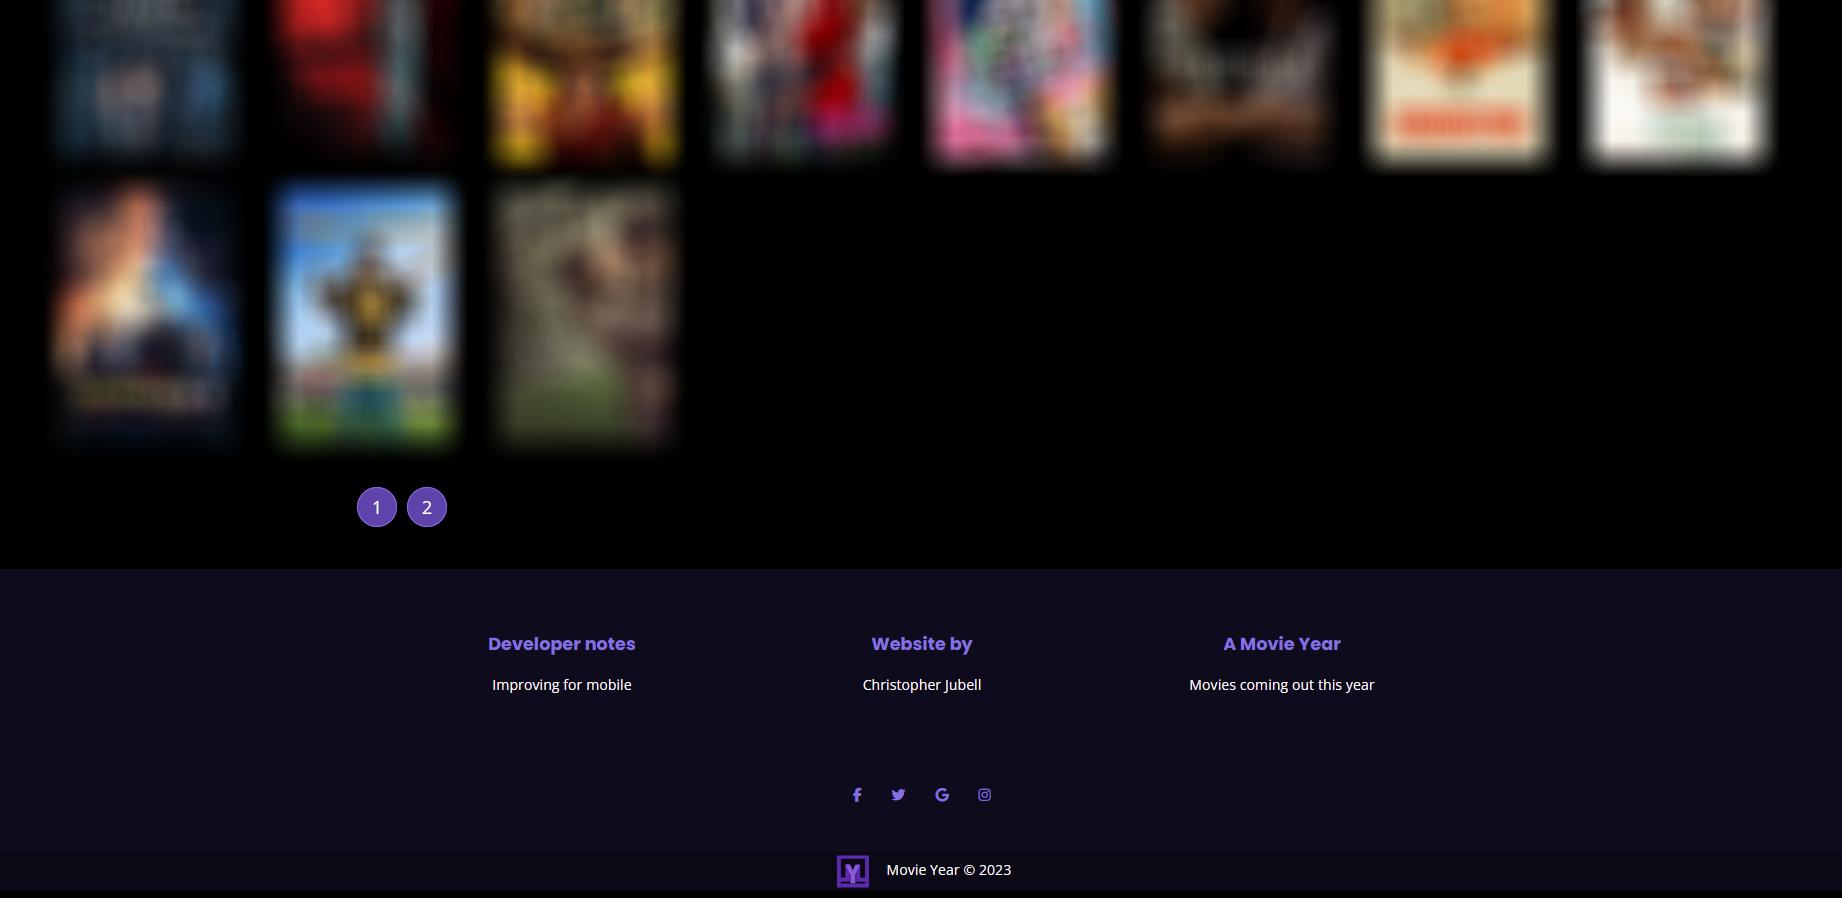 1 2
Developer notes
Improving for mobile
Website by
Christopher Jubell
A Movie Year
Movies coming out this year
Movie Year © 2023